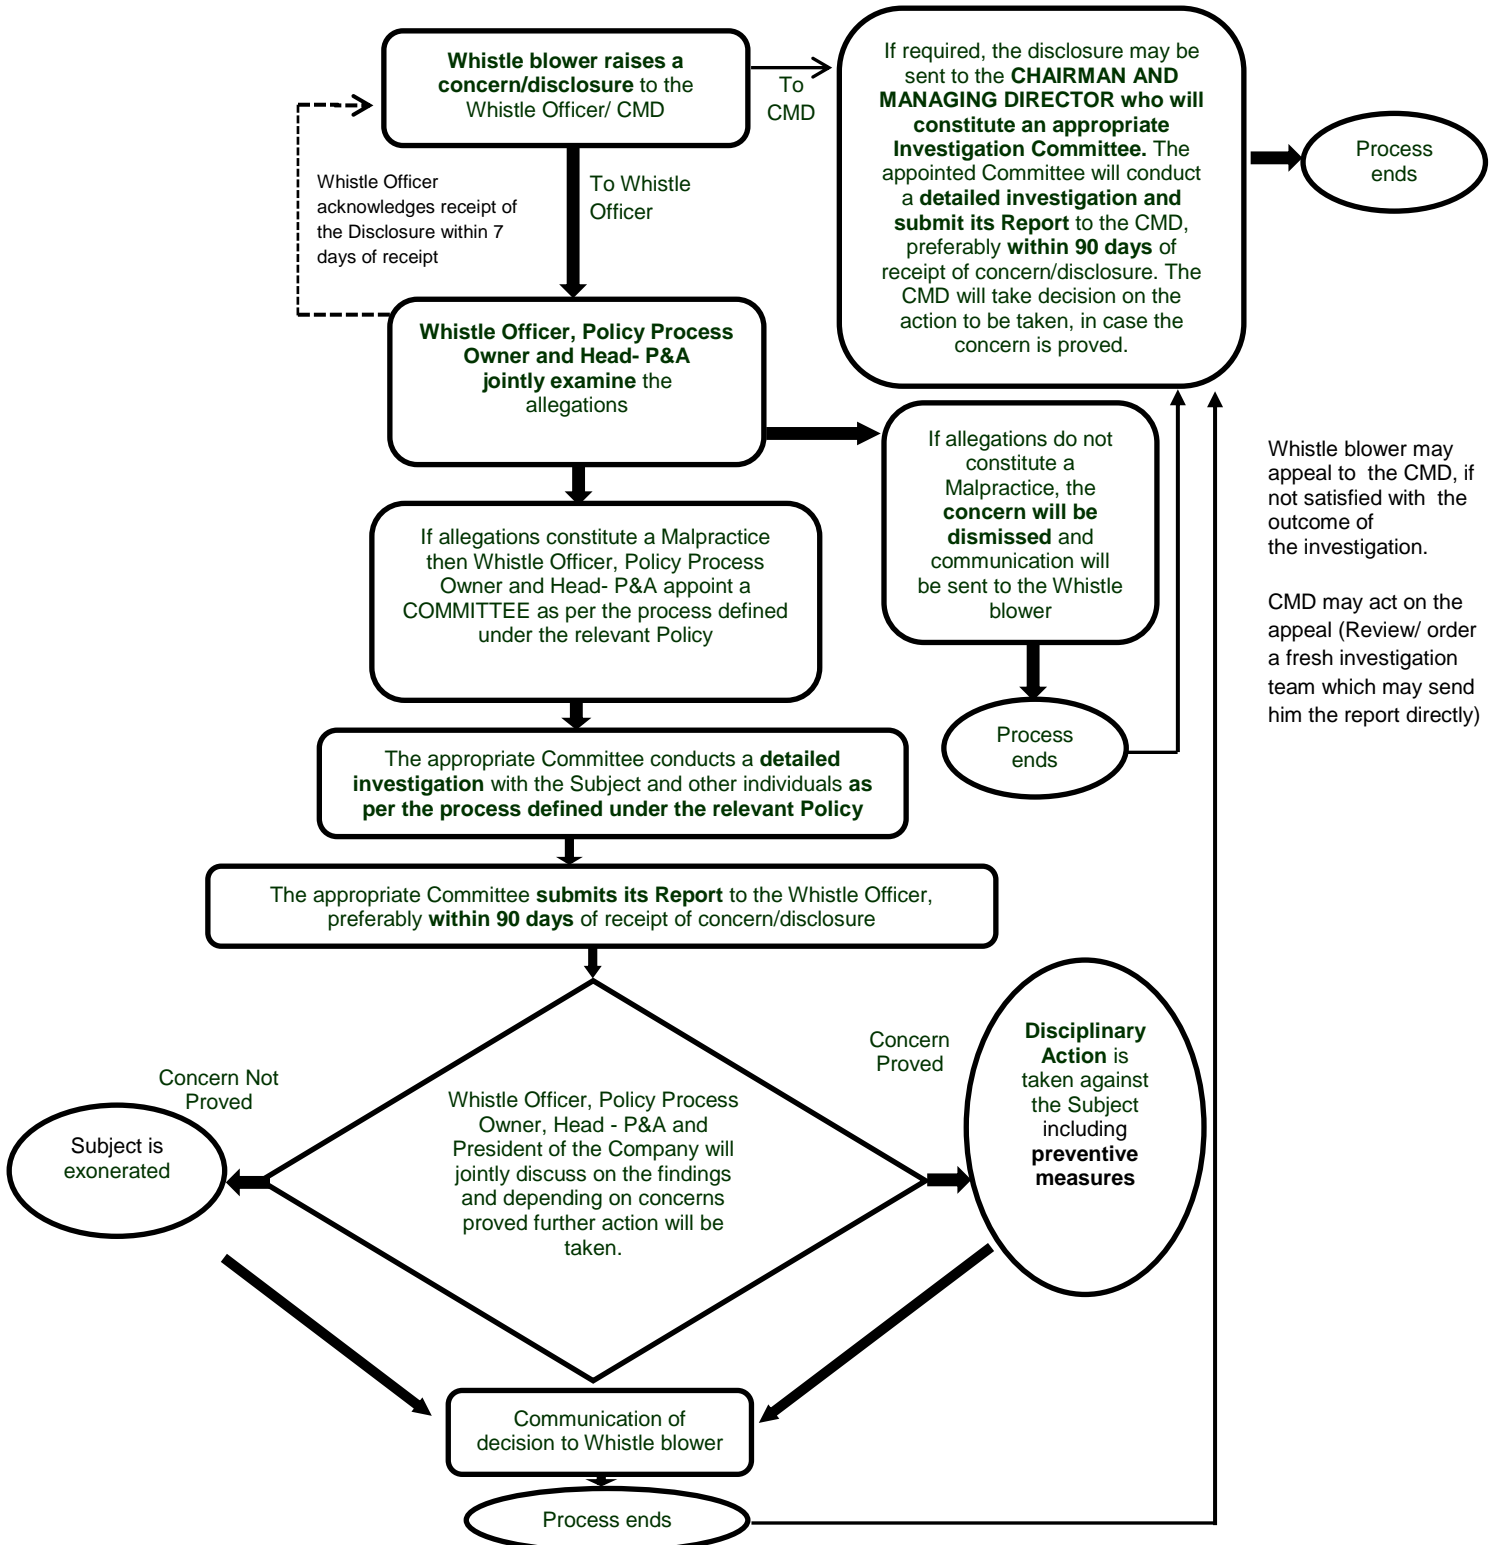 Whistle blower raises a
concern/disclosure to the
Whistle Officer/ CMD
To
CMD
If required, the disclosure may be
sent to the CHAIRMAN AND
MANAGING DIRECTOR who will
constitute an appropriate
Investigation Committee. The
appointed Committee will conduct
a detailed investigation and
submit its Report to the CMD,
preferably within 90 days of
receipt of concern/disclosure. The
CMD will take decision on the
action to be taken, in case the
concern is proved.
Process
ends
Whistle Officer
acknowledges receipt of
the Disclosure within 7
days of receipt
To Whistle
Officer
Whistle Officer, Policy Process
Owner and Head- P&A
jointly examine the
allegations
If allegations do not
constitute a
Malpractice, the
concern will be
dismissed and
communication will
be sent to the Whistle
blower
Whistle blower may
appeal to the CMD, if
not satisfied with the
outcome of
the investigation.
CMD may act on the
appeal (Review/ order
a fresh investigation
team which may send
him the report directly)
If allegations constitute a Malpractice
then Whistle Officer, Policy Process
Owner and Head- P&A appoint a
COMMITTEE as per the process defined
under the relevant Policy
Process
ends
The appropriate Committee conducts a detailed
investigation with the Subject and other individuals as
per the process defined under the relevant Policy
The appropriate Committee submits its Report to the Whistle Officer,
preferably within 90 days of receipt of concern/disclosure
Concern Not
Proved
Subject is
exonerated
Whistle Officer, Policy Process
Owner, Head - P&A and
President of the Company will
jointly discuss on the findings
and depending on concerns
proved further action will be
taken.
Concern
Proved
Disciplinary
Action is
taken against
the Subject
including
preventive
measures
Communication of
decision to Whistle blower
Process ends